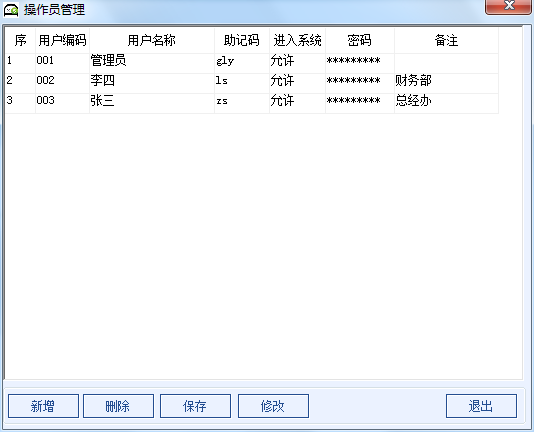 操作员管理
序 用户编码 用户名称 助记码 进入系统 密码 备注
1 001 管理员 gly 允许 *********
2 002 李四 ls 允许 ********* 财务部
3 003 张三 zs 允许 ********* 总经办
新增 删除 保存 修改 退出